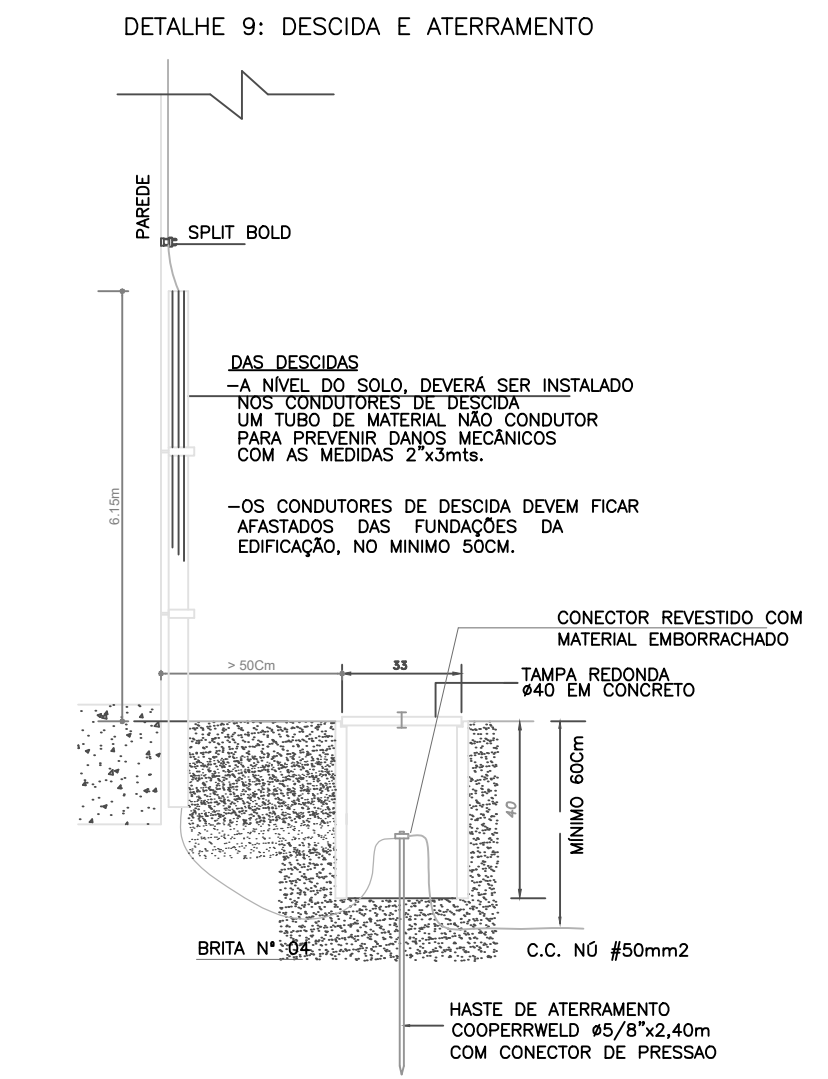 DETALHE 9: DESCIDA E ATERRAMENTO
PAREDE
SPLIT BOLD
DAS DESCIDAS
-A NÍVEL DO SOLO, DEVERÁ SER INSTALADO
NOS CONDUTORES DE DESCIDA
UM TUBO DE MATERIAL NÃO CONDUTOR
PARA PREVENIR DANOS MECÂNICOS
COM AS MEDIDAS 2"x3mts.
6.15m
-OS CONDUTORES DE DESCIDA DEVEM FICAR
AFASTADOS DAS FUNDAÇÕES DA
EDIFICAÇÃO, NO MINIMO 50CM.
CONECTOR REVESTIDO COM
MATERIAL EMBORRACHADO
> 50Cm
33
TAMPA REDONDA
ø40 EM CONCRETO
40
MÍNIMO 60Cm
BRITA N° 04
C.C. NÚ #50mm2
HASTE DE ATERRAMENTO
COOPERRWELD ø5/8"x2,40m
COM CONECTOR DE PRESSAO